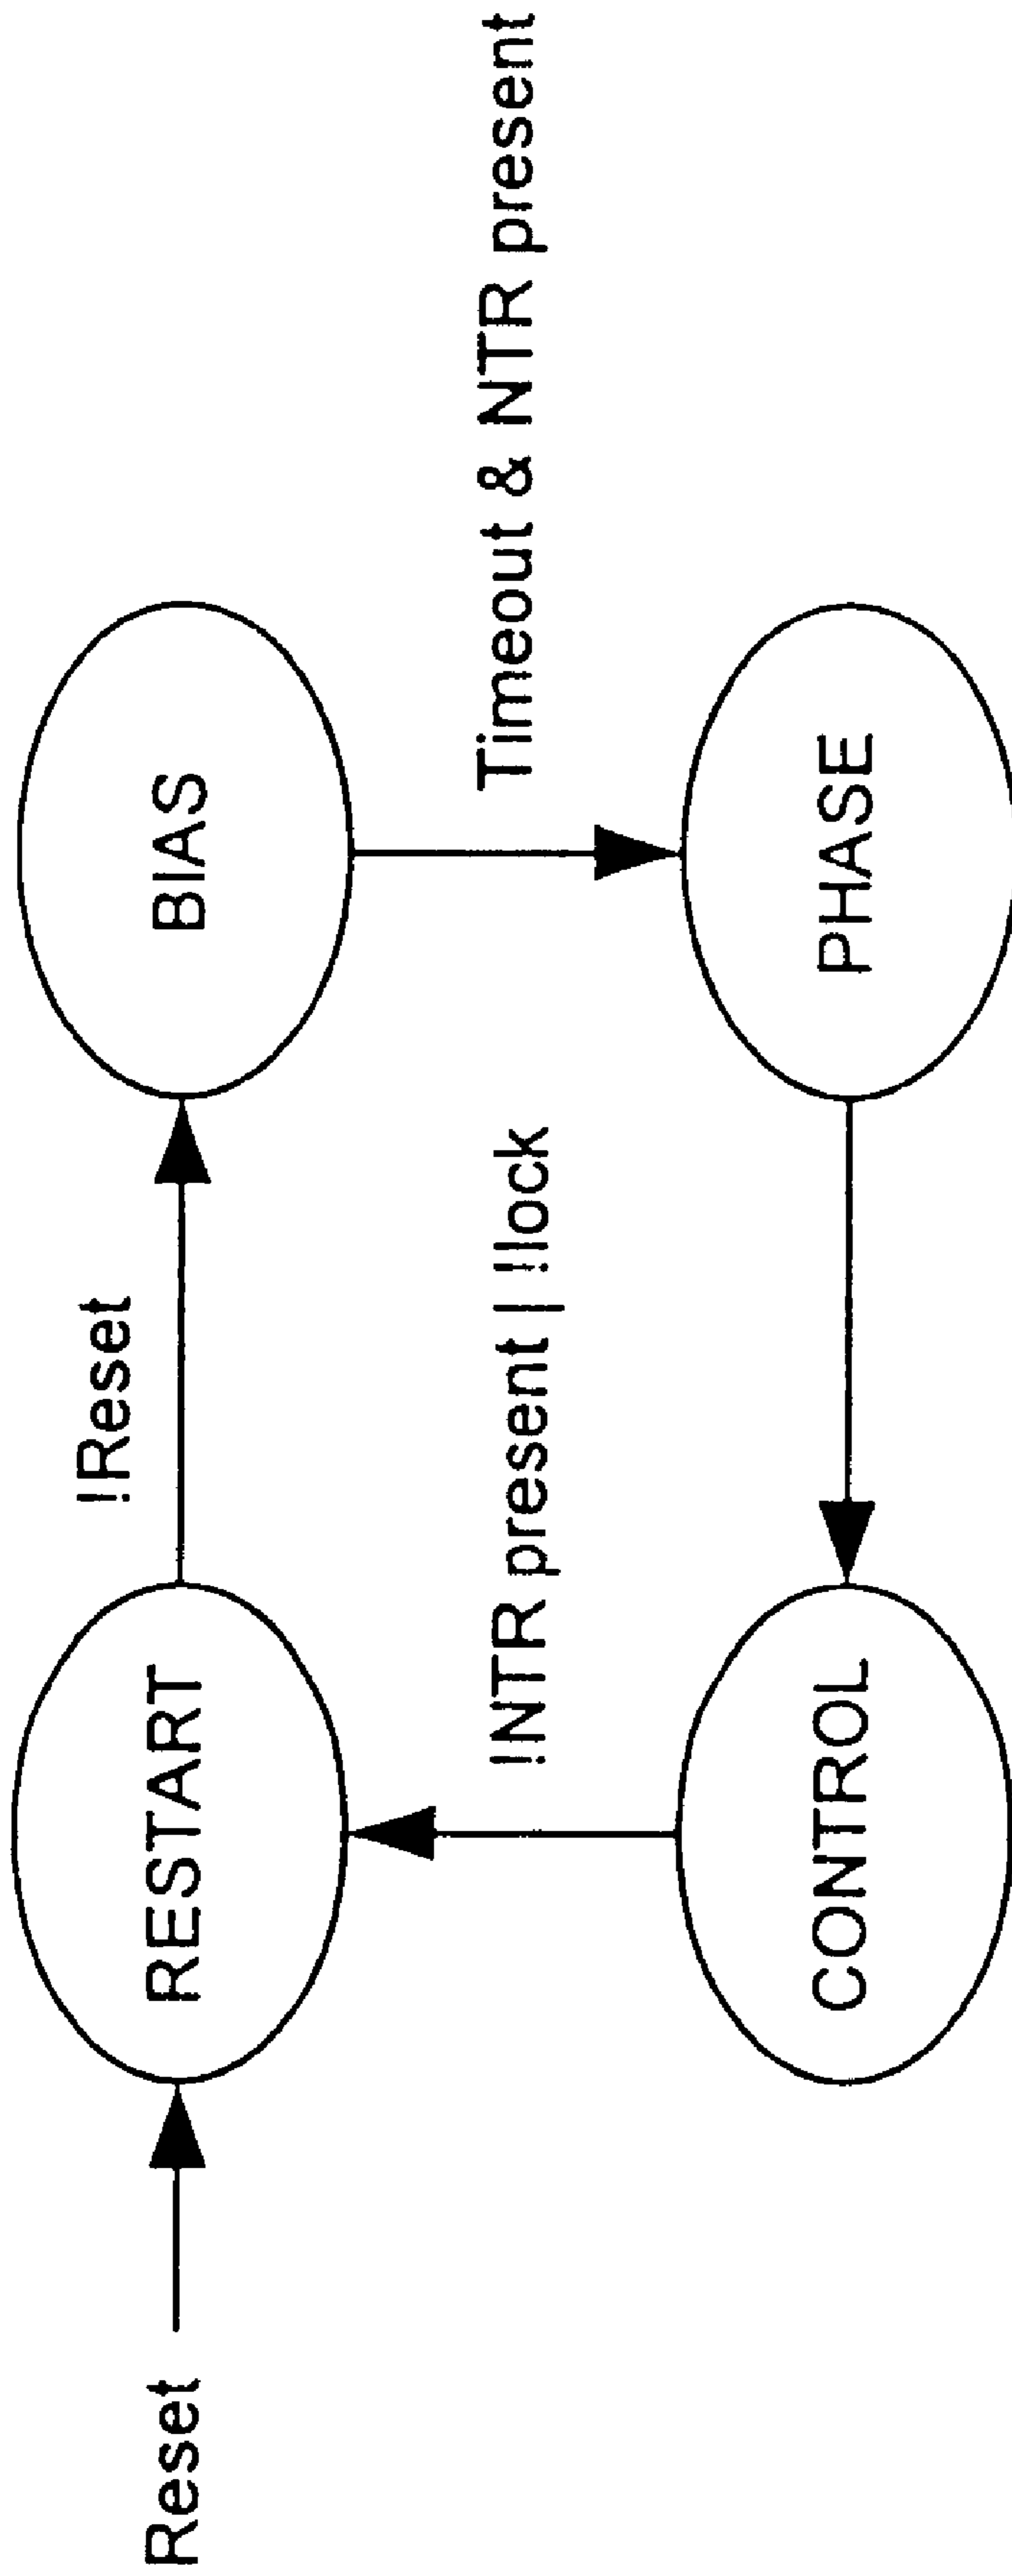 Reset
RESTART
!Reset
BIAS
!NTR present | !lock
Timeout & NTR present
CONTROL
PHASE